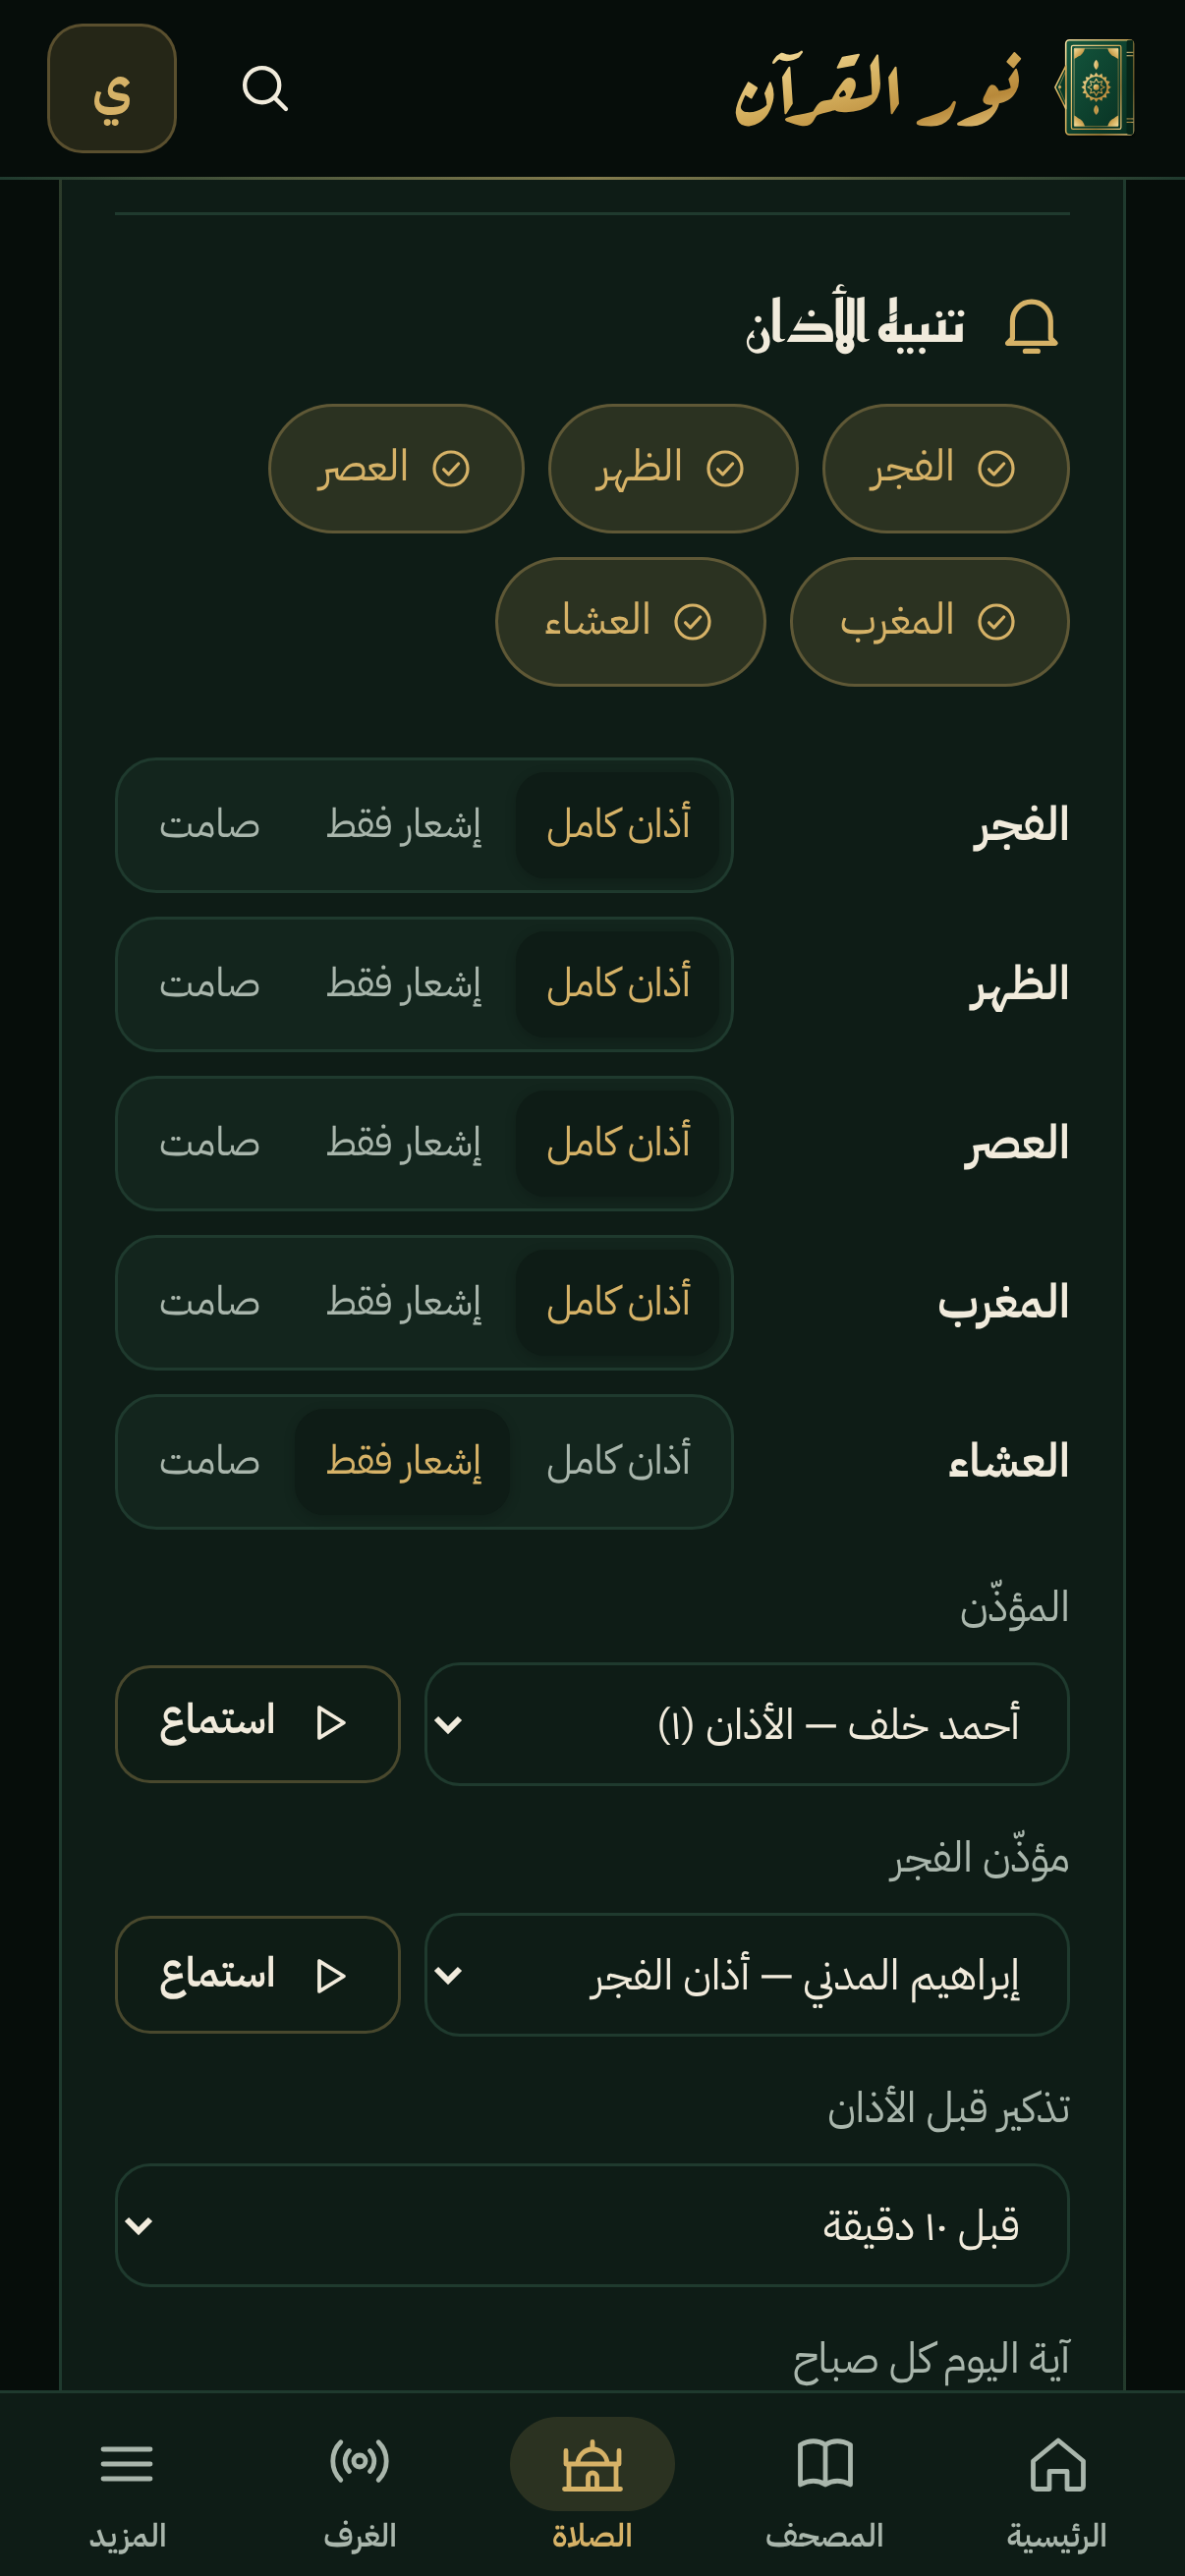 نور القرآن
ي
تنبيه الأذان
الفجر الظهر العصر
المغرب العشاء
الفجر أذان كامل إشعار فقط صامت
الظهر أذان كامل إشعار فقط صامت
العصر أذان كامل إشعار فقط صامت
المغرب أذان كامل إشعار فقط صامت
العشاء أذان كامل إشعار فقط صامت
المؤذّن
أحمد خلف — الأذان (١) استماع
مؤذّن الفجر
إبراهيم المدني — أذان الفجر استماع
تذكير قبل الأذان
قبل ١٠ دقيقة
آية اليوم كل صباح
الرئيسية المصحف الصلاة الغرف المزيد